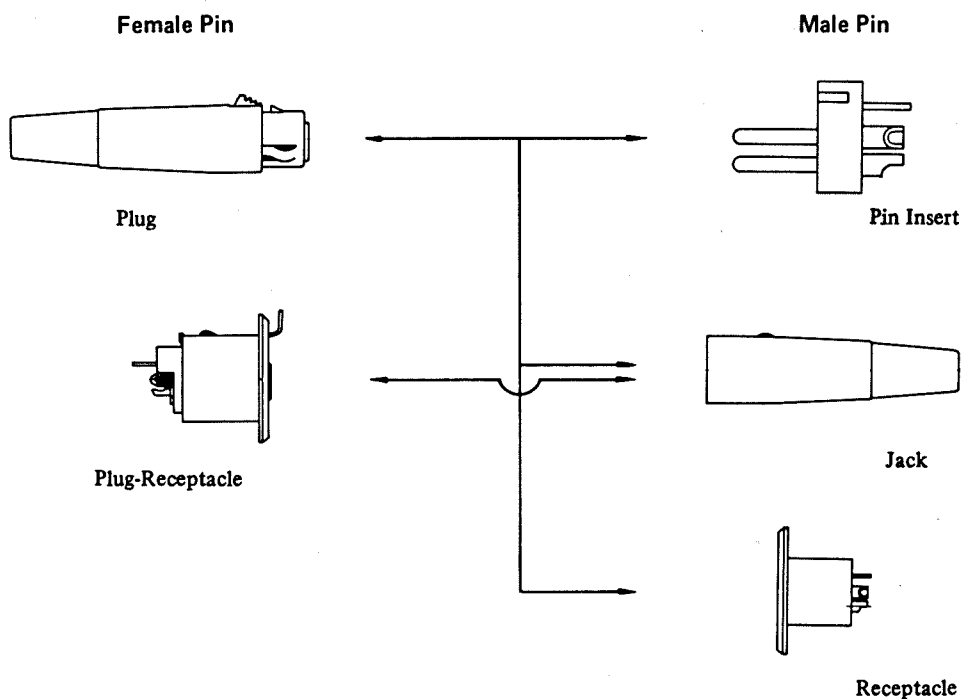 Female Pin
Male Pin
Plug
Pin Insert
Plug-Receptacle
Jack
Receptacle